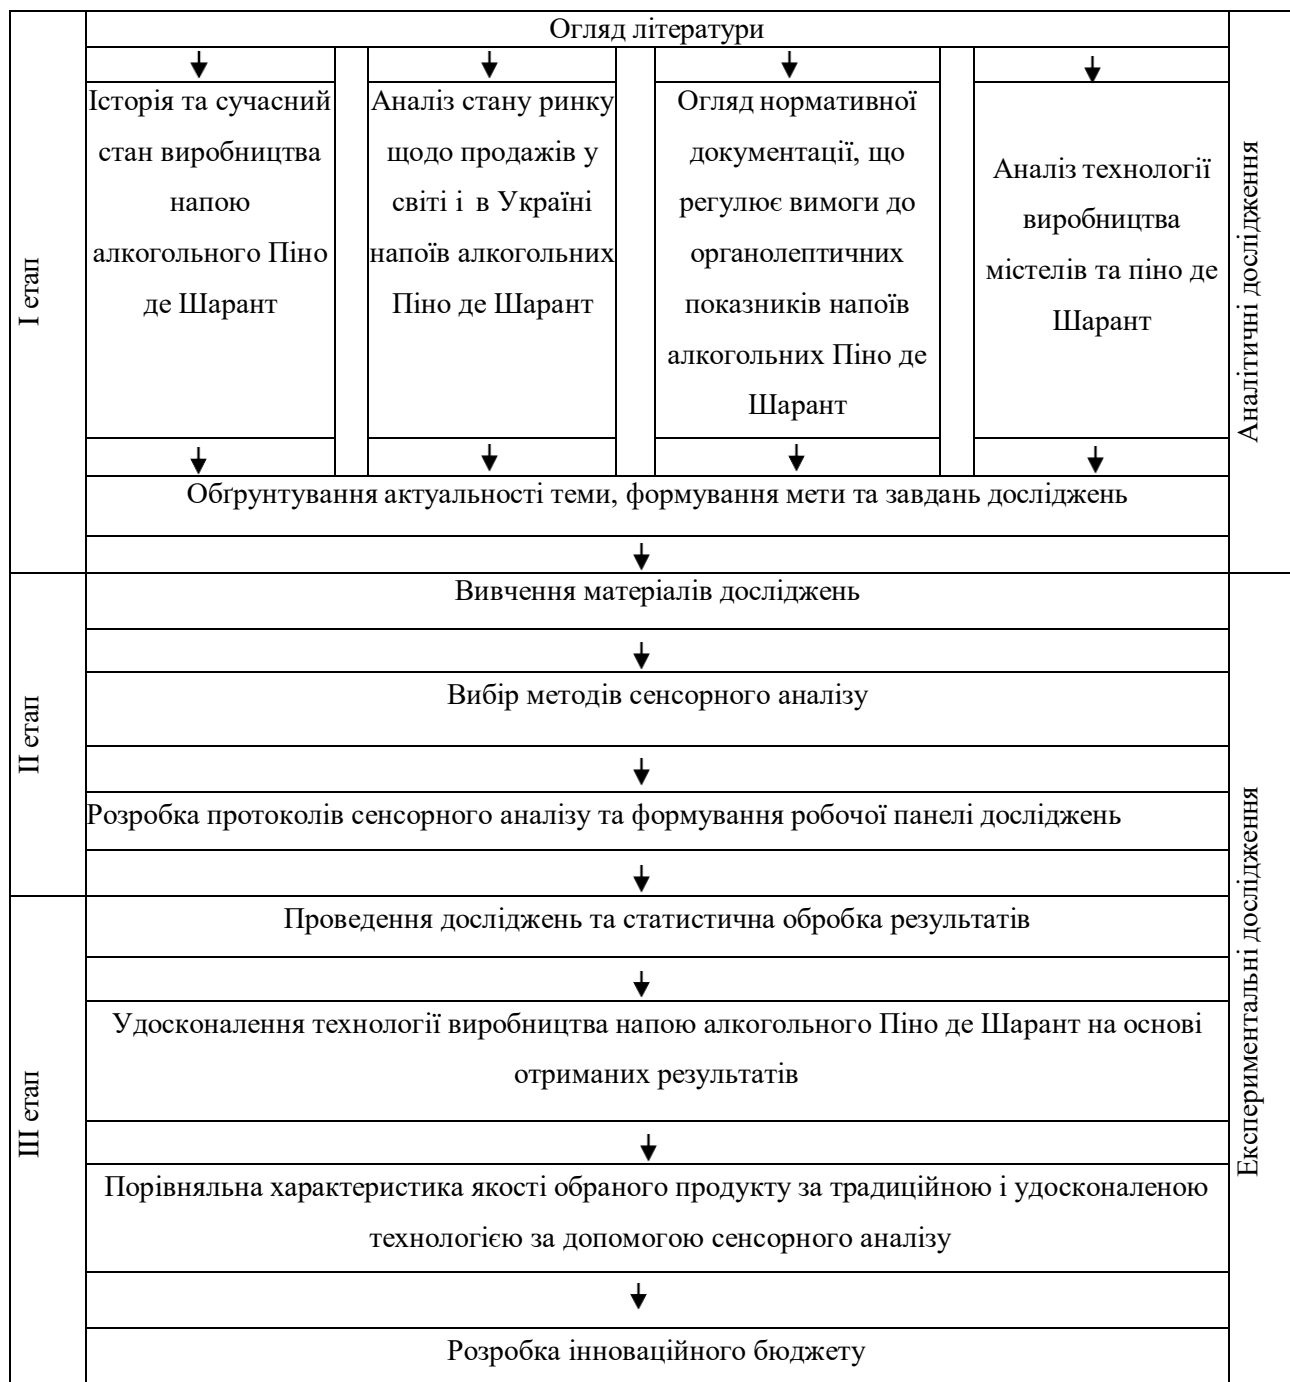 Огляд літератури
І етап
Історія та сучасний
стан виробництва
напою
алкогольного Піно
де Шарант
Аналіз стану ринку
щодо продажів у
світі і в Україні
напоїв алкогольних
Піно де Шарант
Огляд нормативної
документації, що
регулює вимоги до
органолептичних
показників напоїв
алкогольних Піно де
Шарант
Аналіз технології
виробництва
містелів та піно де
Шарант
Аналітичні дослідження
Обґрунтування актуальності теми, формування мети та завдань досліджень
ІІ етап
Вивчення матеріалів досліджень
Вибір методів сенсорного аналізу
Розробка протоколів сенсорного аналізу та формування робочої панелі досліджень
Експериментальні дослідження
ІІІ етап
Проведення досліджень та статистична обробка результатів
Удосконалення технології виробництва напою алкогольного Піно де Шарант на основі
отриманих результатів
Порівняльна характеристика якості обраного продукту за традиційною і удосконаленою
технологією за допомогою сенсорного аналізу
Розробка інноваційного бюджету